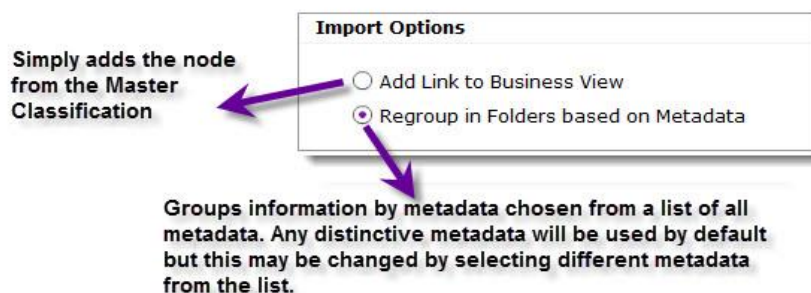 Import Options
Simply adds the node
from the Master
Classification
Add Link to Business View
Regroup in Folders based on Metadata
Groups information by metadata chosen from a list of all
metadata. Any distinctive metadata will be used by default
but this may be changed by selecting different metadata
from the list.